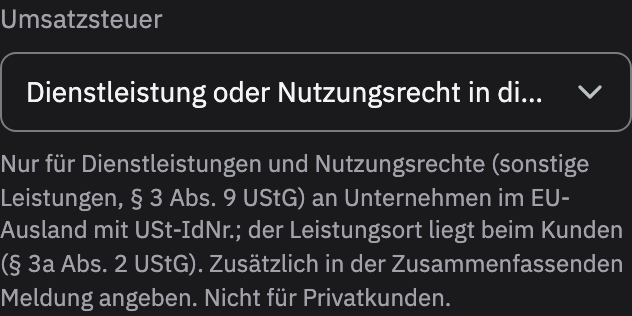 Umsatzsteuer
Dienstleistung oder Nutzungsrecht in di...
Nur für Dienstleistungen und Nutzungsrechte (sonstige
Leistungen, § 3 Abs. 9 UStG) an Unternehmen im EU-
Ausland mit USt-IdNr.; der Leistungsort liegt beim Kunden
(§ 3a Abs. 2 UStG). Zusätzlich in der Zusammenfassenden
Meldung angeben. Nicht für Privatkunden.